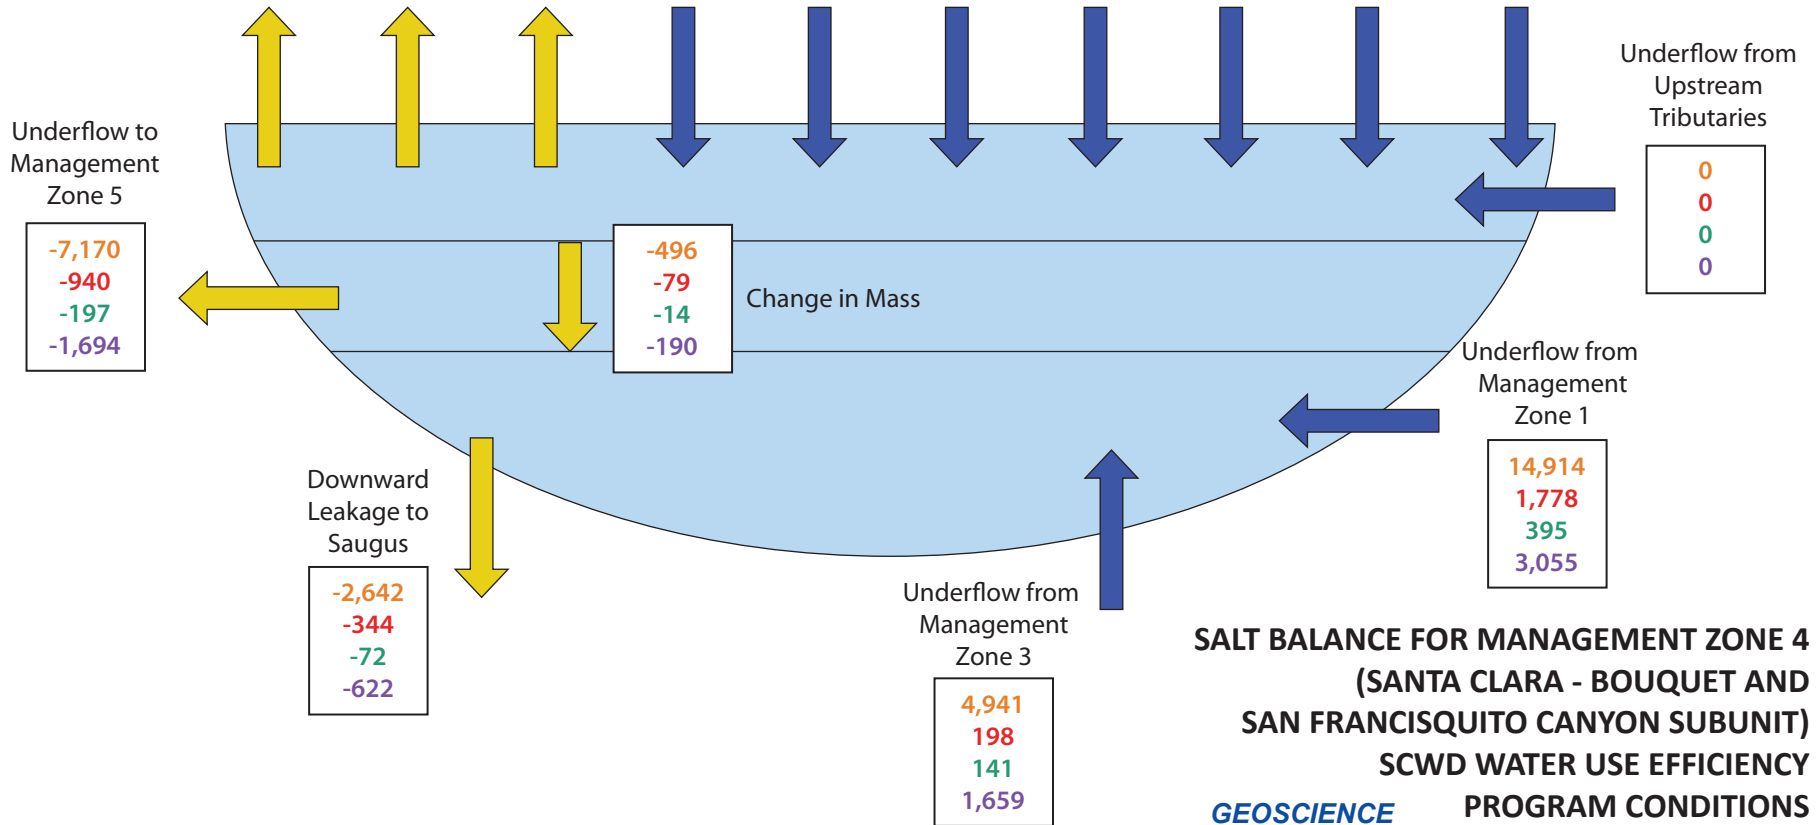 Underflow from
Upstream
Tributaries
0
0
0
0
Underflow to
Management
Zone 5
-7,170
-940
-197
-1,694
-496
-79
-14
-190
Change in Mass
Underflow from
Management
Zone 1
14,914
1,778
395
3,055
Downward
Leakage to
Saugus
-2,642
-344
-72
-622
Underflow from
Management
Zone 3
4,941
198
141
1,659
SALT BALANCE FOR MANAGEMENT ZONE 4
(SANTA CLARA - BOUQUET AND
SAN FRANCISQUITO CANYON SUBUNIT)
SCWD WATER USE EFFICIENCY
PROGRAM CONDITIONS
GEOSCIENCE